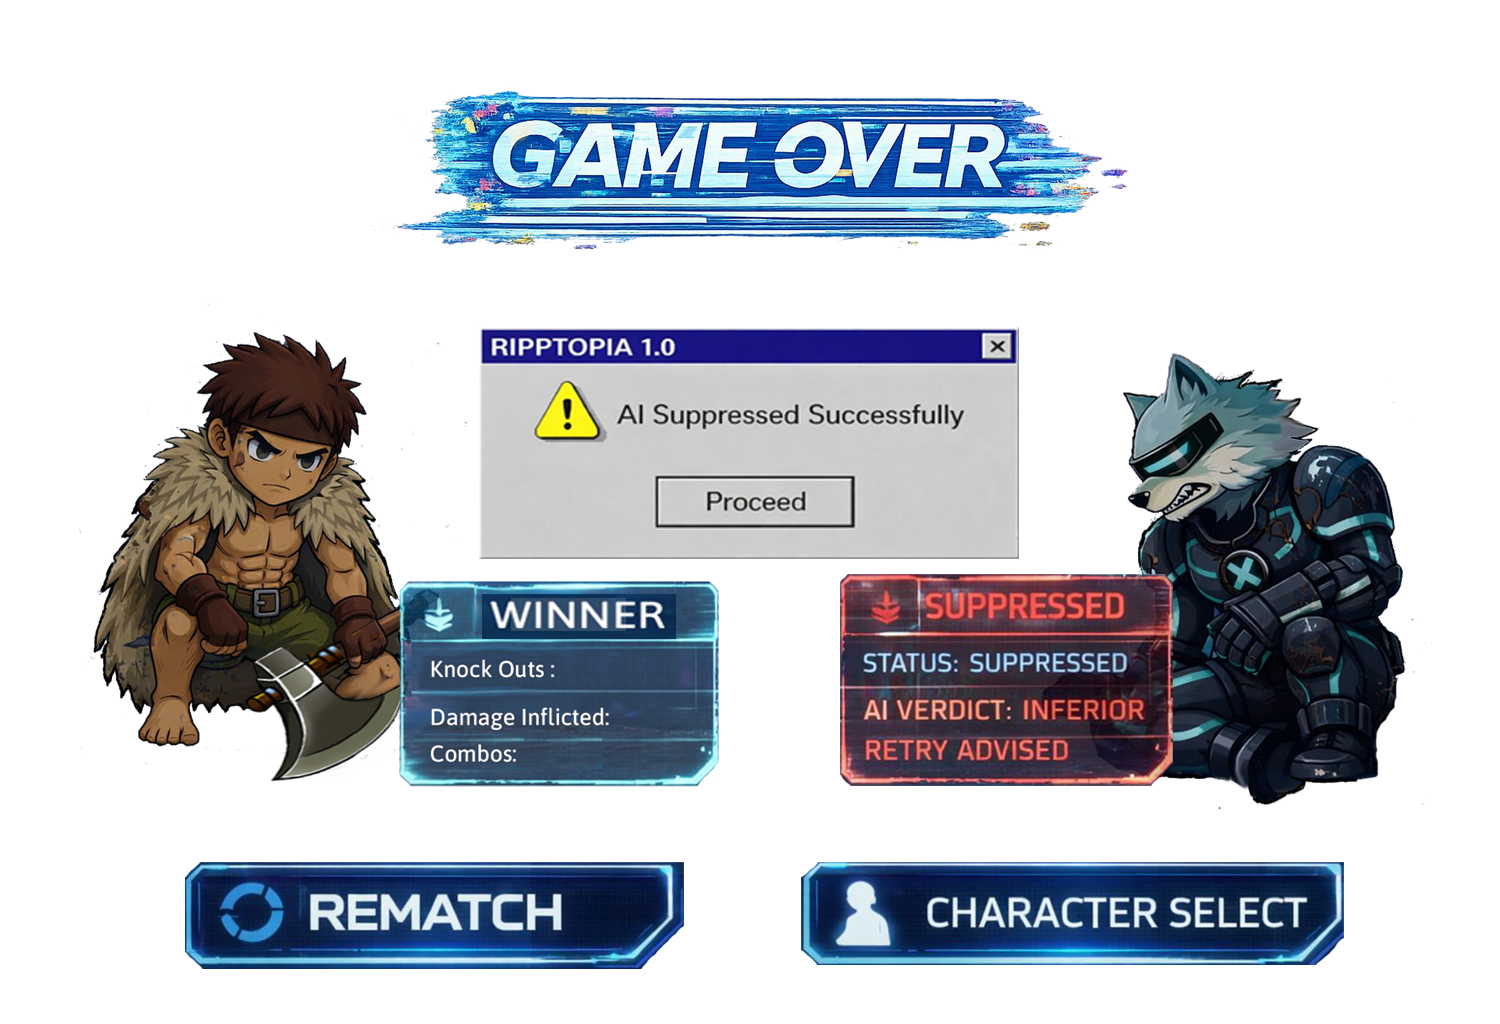 GAME OVER
RIPPTOPIA 1.0
AI Suppressed Successfully
Proceed
WINNER
Knock Outs :
Damage Inflicted:
Combos:
SUPPRESSED
STATUS: SUPPRESSED
AI VERDICT: INFERIOR
RETRY ADVISED
REMATCH
CHARACTER SELECT